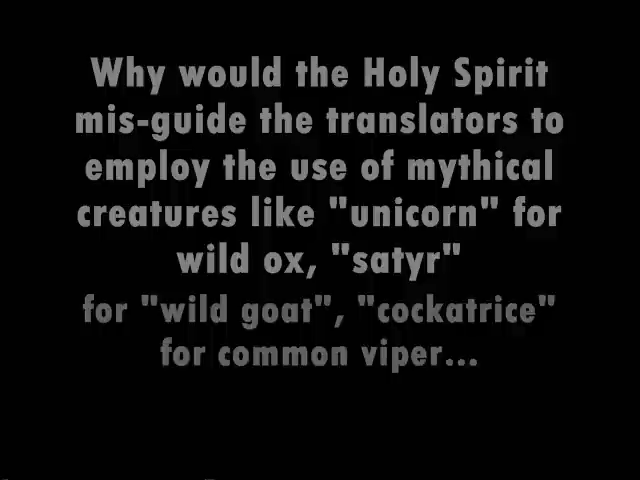 Why would the Holy Spirit
mis-guide the translators to
employ the use of mythical
creatures like "unicorn" for
wild ox, "satyr"
for "wild goat", "cockatrice"
for common viper...